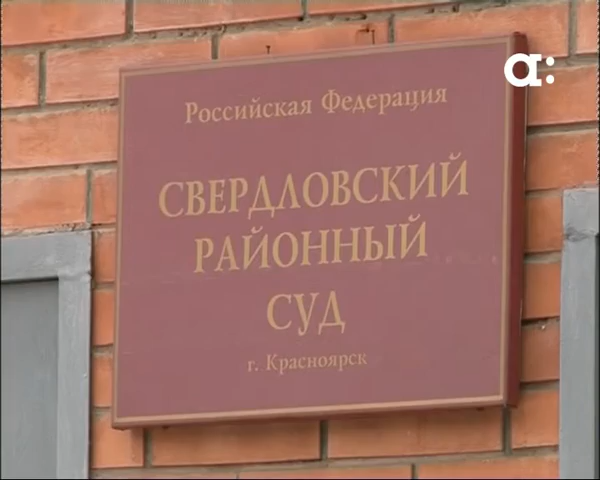 α:
Российская Федерация
СВЕРДЛОВСКИЙ
РАЙОННЫЙ
СУД
г. Красноярск